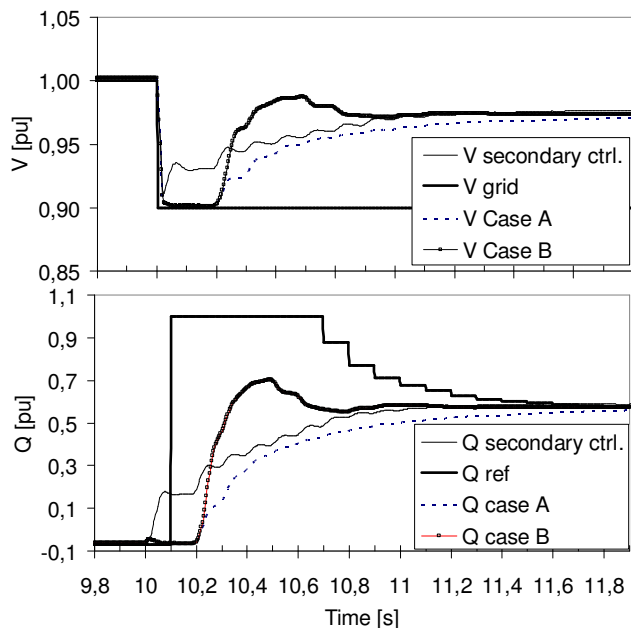 1,05
1,00
0,95
0,90
0,85
V [pu]
V secondary ctrl.
V grid
V Case A
V Case B
1,1
0,9
0,7
0,5
0,3
0,1
-0,1
Q [pu]
Q secondary ctrl.
Q ref
Q case A
Q case B
9,8 10 10,2 10,4 10,6 10,8 11 11,2 11,4 11,6 11,8
Time [s]